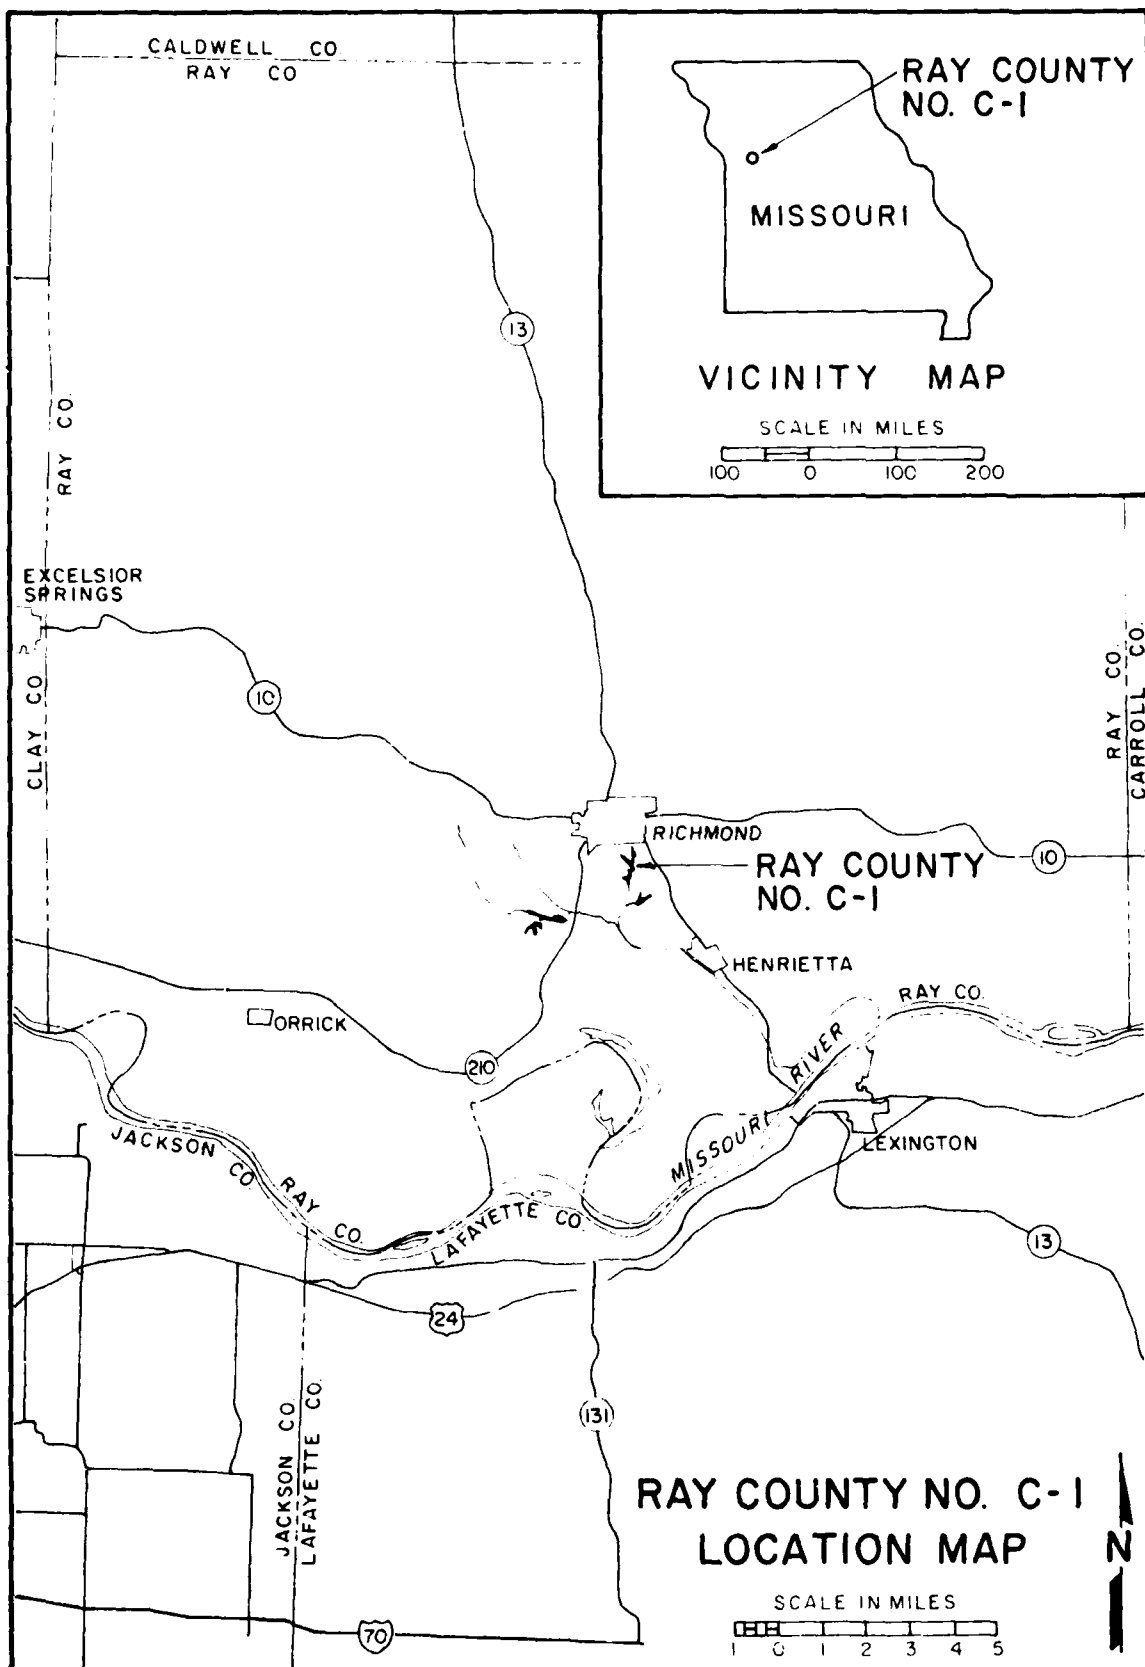 CALDWELL CO.
RAY CO
RAY COUNTY
NO. C-1
MISSOURI
VICINITY MAP
SCALE IN MILES
100 0 100 200
13
RAY CO.
EXCELSIOR
SPRINGS
CLAY CO.
10
RAY CO.
CARROLL CO.
RICHMOND
RAY COUNTY
NO. C-1
10
HENRIETTA
RAY CO.
ORRICK
210
MISSOURI RIVER
JACKSON CO.
RAY CO.
LAFAYETTE CO.
LEXINGTON
13
24
131
JACKSON CO.
LAFAYETTE CO.
70
RAY COUNTY NO. C-1
LOCATION MAP
N
SCALE IN MILES
1 0 1 2 3 4 5